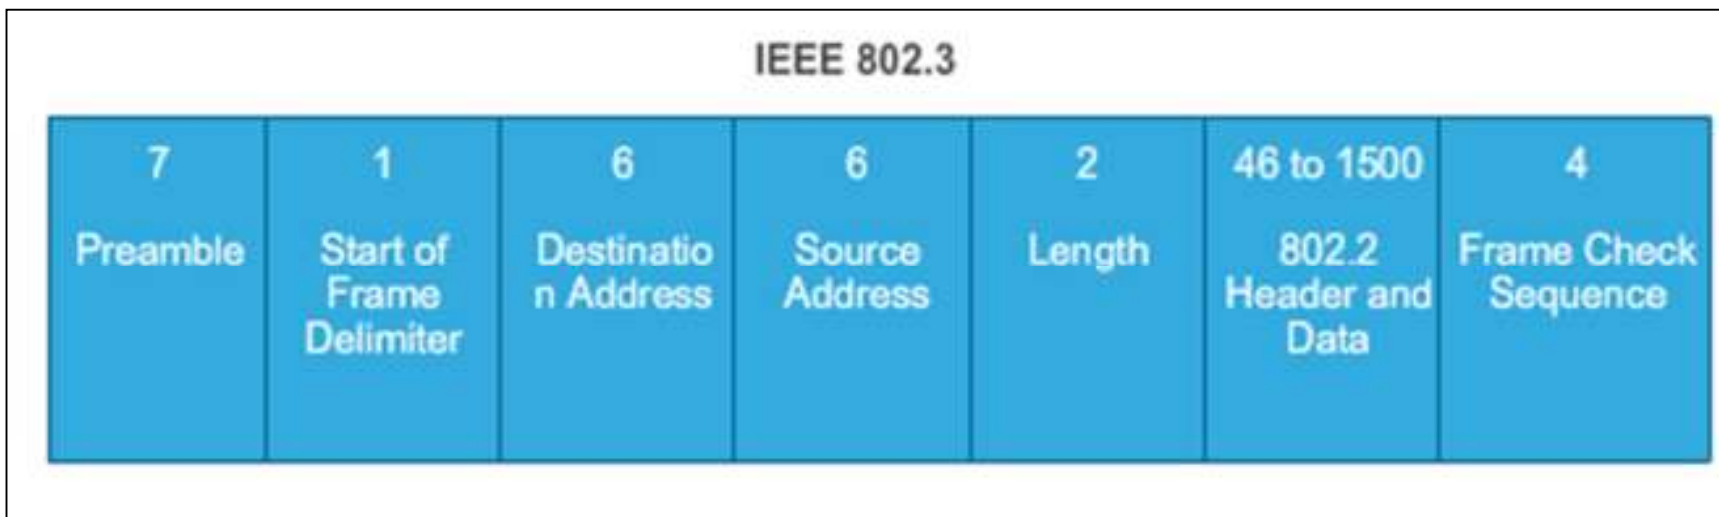 IEEE 802.3
7
Preamble
1
Start of
Frame
Delimiter
6
Destinatio
n Address
6
Source
Address
2
Length
46 to 1500
802.2
Header and
Data
4
Frame Check
Sequence